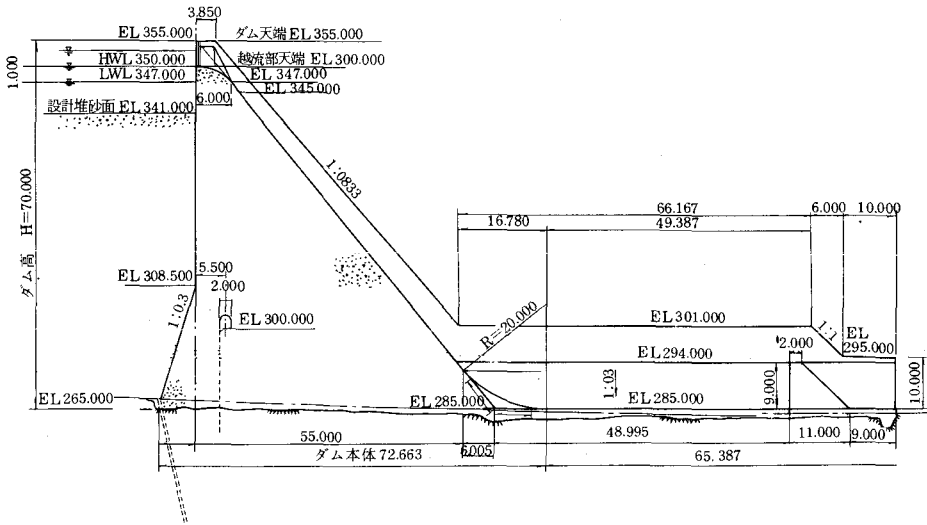 3.850
EL 355.000
ダム天端 EL 355.000
HWL 350.000
越流部天端 EL 300.000
LWL 347.000
EL 347.000
EL 345.000
1.000
6.000
設計堆砂面 EL 341.000
1:0833
ダム高 H=70.000
66.167
6.000
10.000
16.780
49.387
5.500
EL 308.500
2.000
1:0.3
EL 300.000
R=20.000
EL 301.000
1:1
EL 295.000
2.000
EL 294.000
EL 265.000
EL 285.000
1:03
EL 285.000
9.000
10.000
55.000
6.005
48.995
11.000
9.000
ダム本体 72.663
65.387